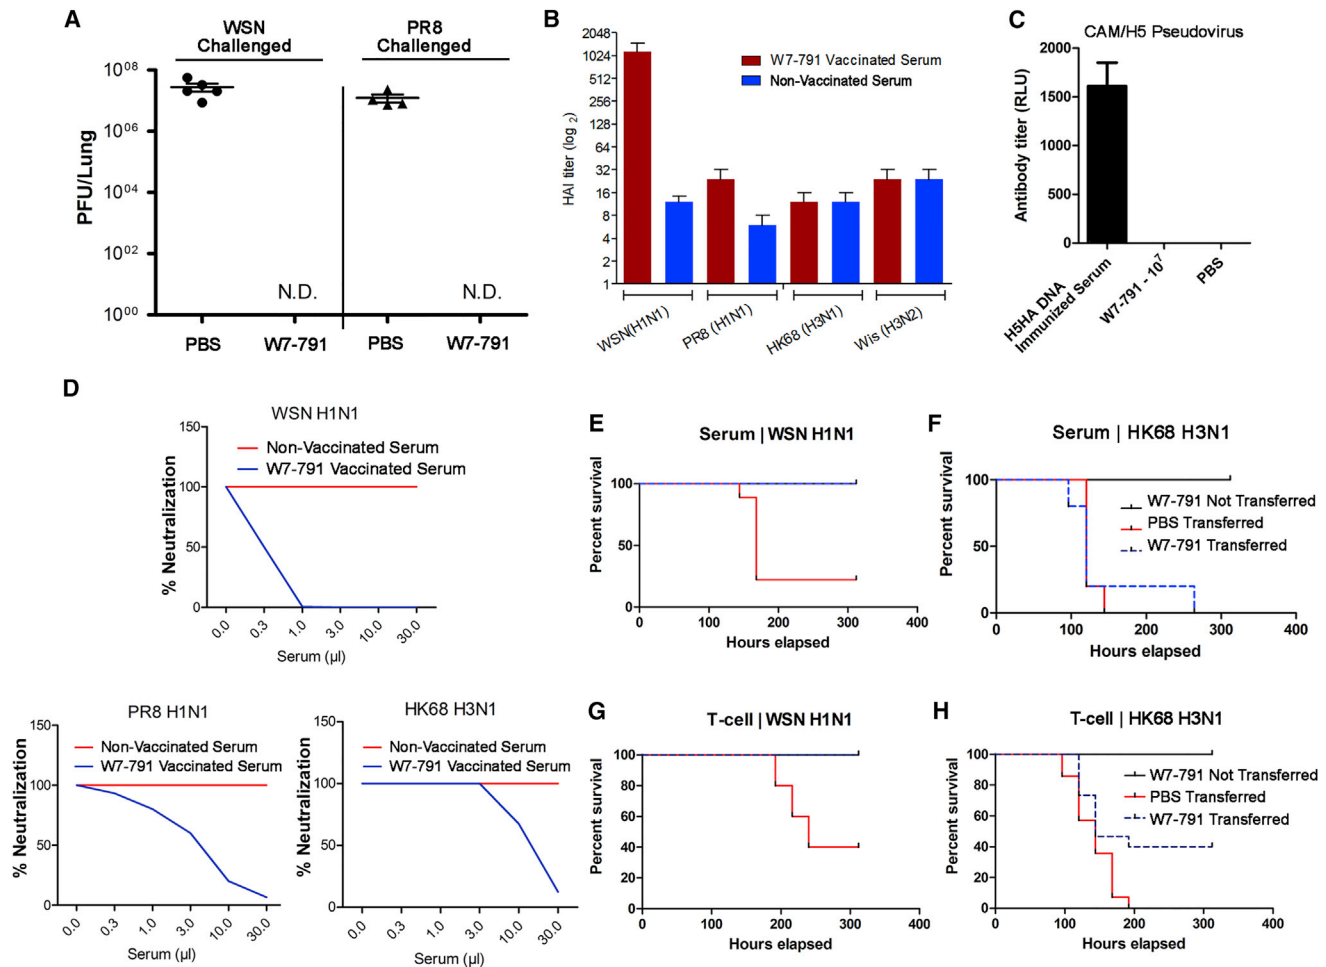 A
WSN
Challenged
PR8
Challenged
PFU/Lung
10^08
10^06
10^04
10^02
10^00
N.D.
N.D.
PBS
W7-791
PBS
W7-791
B
HAI titer (log 2)
2048
1024
512
256
128
64
32
16
8
4
2
1
W7-791 Vaccinated Serum
Non-Vaccinated Serum
WSN(H1N1)
PR8 (H1N1)
HK68 (H3N1)
Wis (H3N2)
C
CAM/H5 Pseudovirus
Antibody titer (RLU)
2000
1500
1000
500
0
H5HA DNA
Immunized Serum
W7-791 - 10^7
PBS
D
WSN H1N1
% Neutralization
150
100
50
0
Non-Vaccinated Serum
W7-791 Vaccinated Serum
0.0
0.3
1.0
3.0
10.0
30.0
Serum (µl)
PR8 H1N1
% Neutralization
150
100
50
0
Non-Vaccinated Serum
W7-791 Vaccinated Serum
0.0
0.3
1.0
3.0
10.0
30.0
Serum (µl)
HK68 H3N1
% Neutralization
150
100
50
0
Non-Vaccinated Serum
W7-791 Vaccinated Serum
0.0
0.3
1.0
3.0
10.0
30.0
Serum (µl)
E
Serum | WSN H1N1
Percent survival
100
50
0
0 100 200 300 400
Hours elapsed
F
Serum | HK68 H3N1
Percent survival
100
50
0
W7-791 Not Transferred
PBS Transferred
W7-791 Transferred
0 100 200 300 400
Hours elapsed
G
T-cell | WSN H1N1
Percent survival
100
80
60
40
20
0
0 100 200 300 400
Hours elapsed
H
T-cell | HK68 H3N1
Percent survival
100
80
60
40
20
0
W7-791 Not Transferred
PBS Transferred
W7-791 Transferred
0 100 200 300 400
Hours elapsed